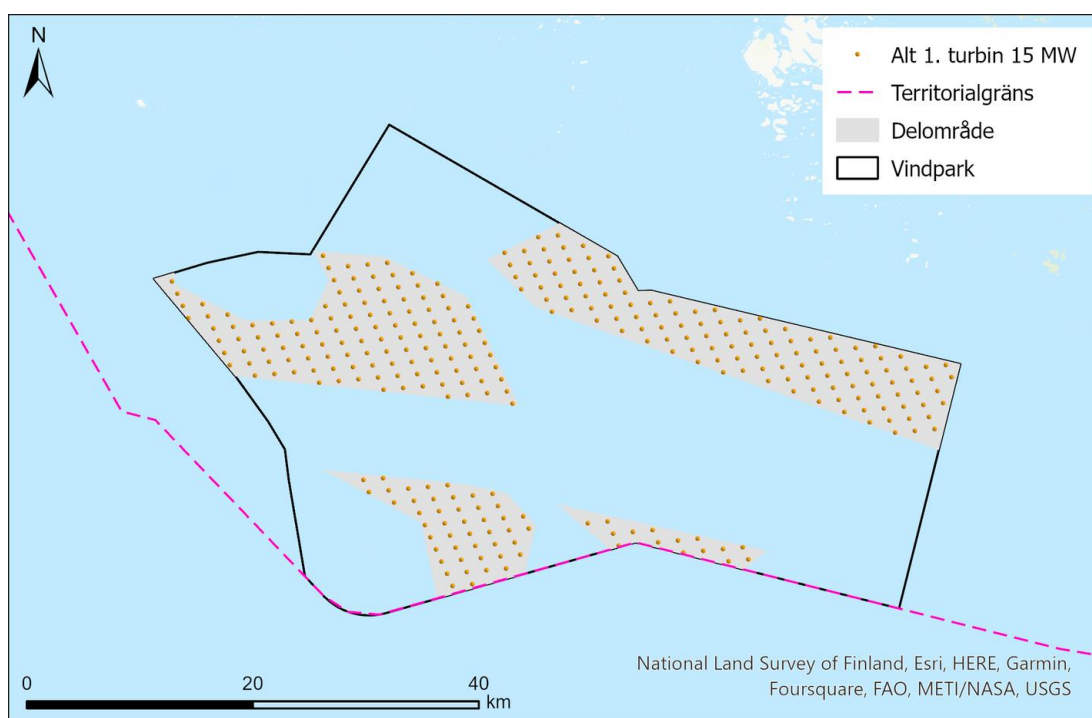 N
Alt 1. turbin 15 MW
Territorialgräns
Delområde
Vindpark
National Land Survey of Finland, Esri, HERE, Garmin,
Foursquare, FAO, METI/NASA, USGS
0 20 40
km